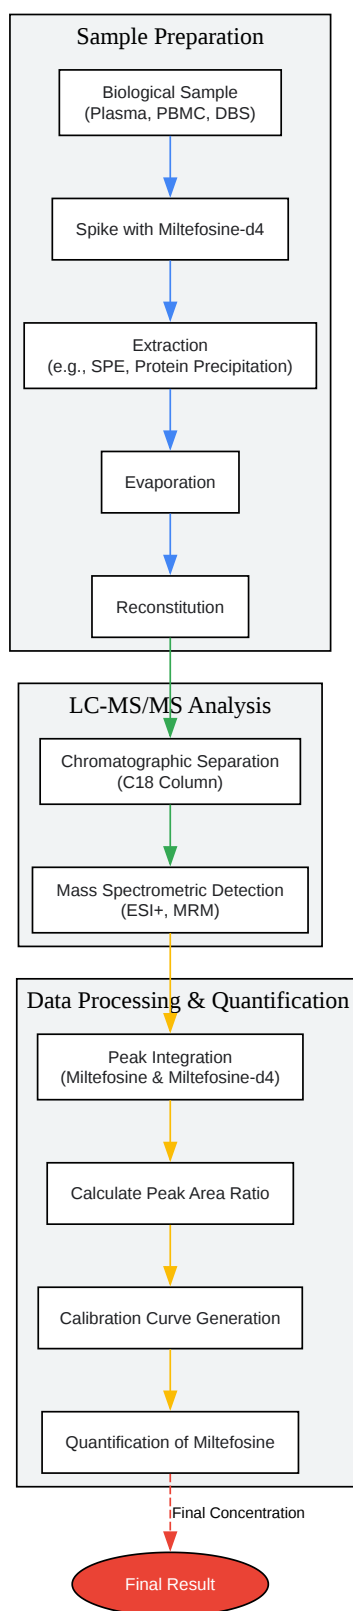 Sample Preparation
Biological Sample
(Plasma, PBMC, DBS)
Spike with Miltefosine-d4
Extraction
(e.g., SPE, Protein Precipitation)
Evaporation
Reconstitution
LC-MS/MS Analysis
Chromatographic Separation
(C18 Column)
Mass Spectrometric Detection
(ESI+, MRM)
Data Processing & Quantification
Peak Integration
(Miltefosine & Miltefosine-d4)
Calculate Peak Area Ratio
Calibration Curve Generation
Quantification of Miltefosine
Final Concentration
Final Result